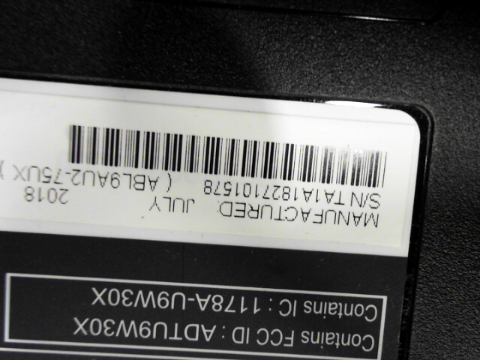 Contains FCC ID : ADTU9W30X
Contains IC : 1178A-U9W30X
MANUFACTURED: JULY 2018
S/N TA1A1827101578 ( ABL9AU2-75UX )